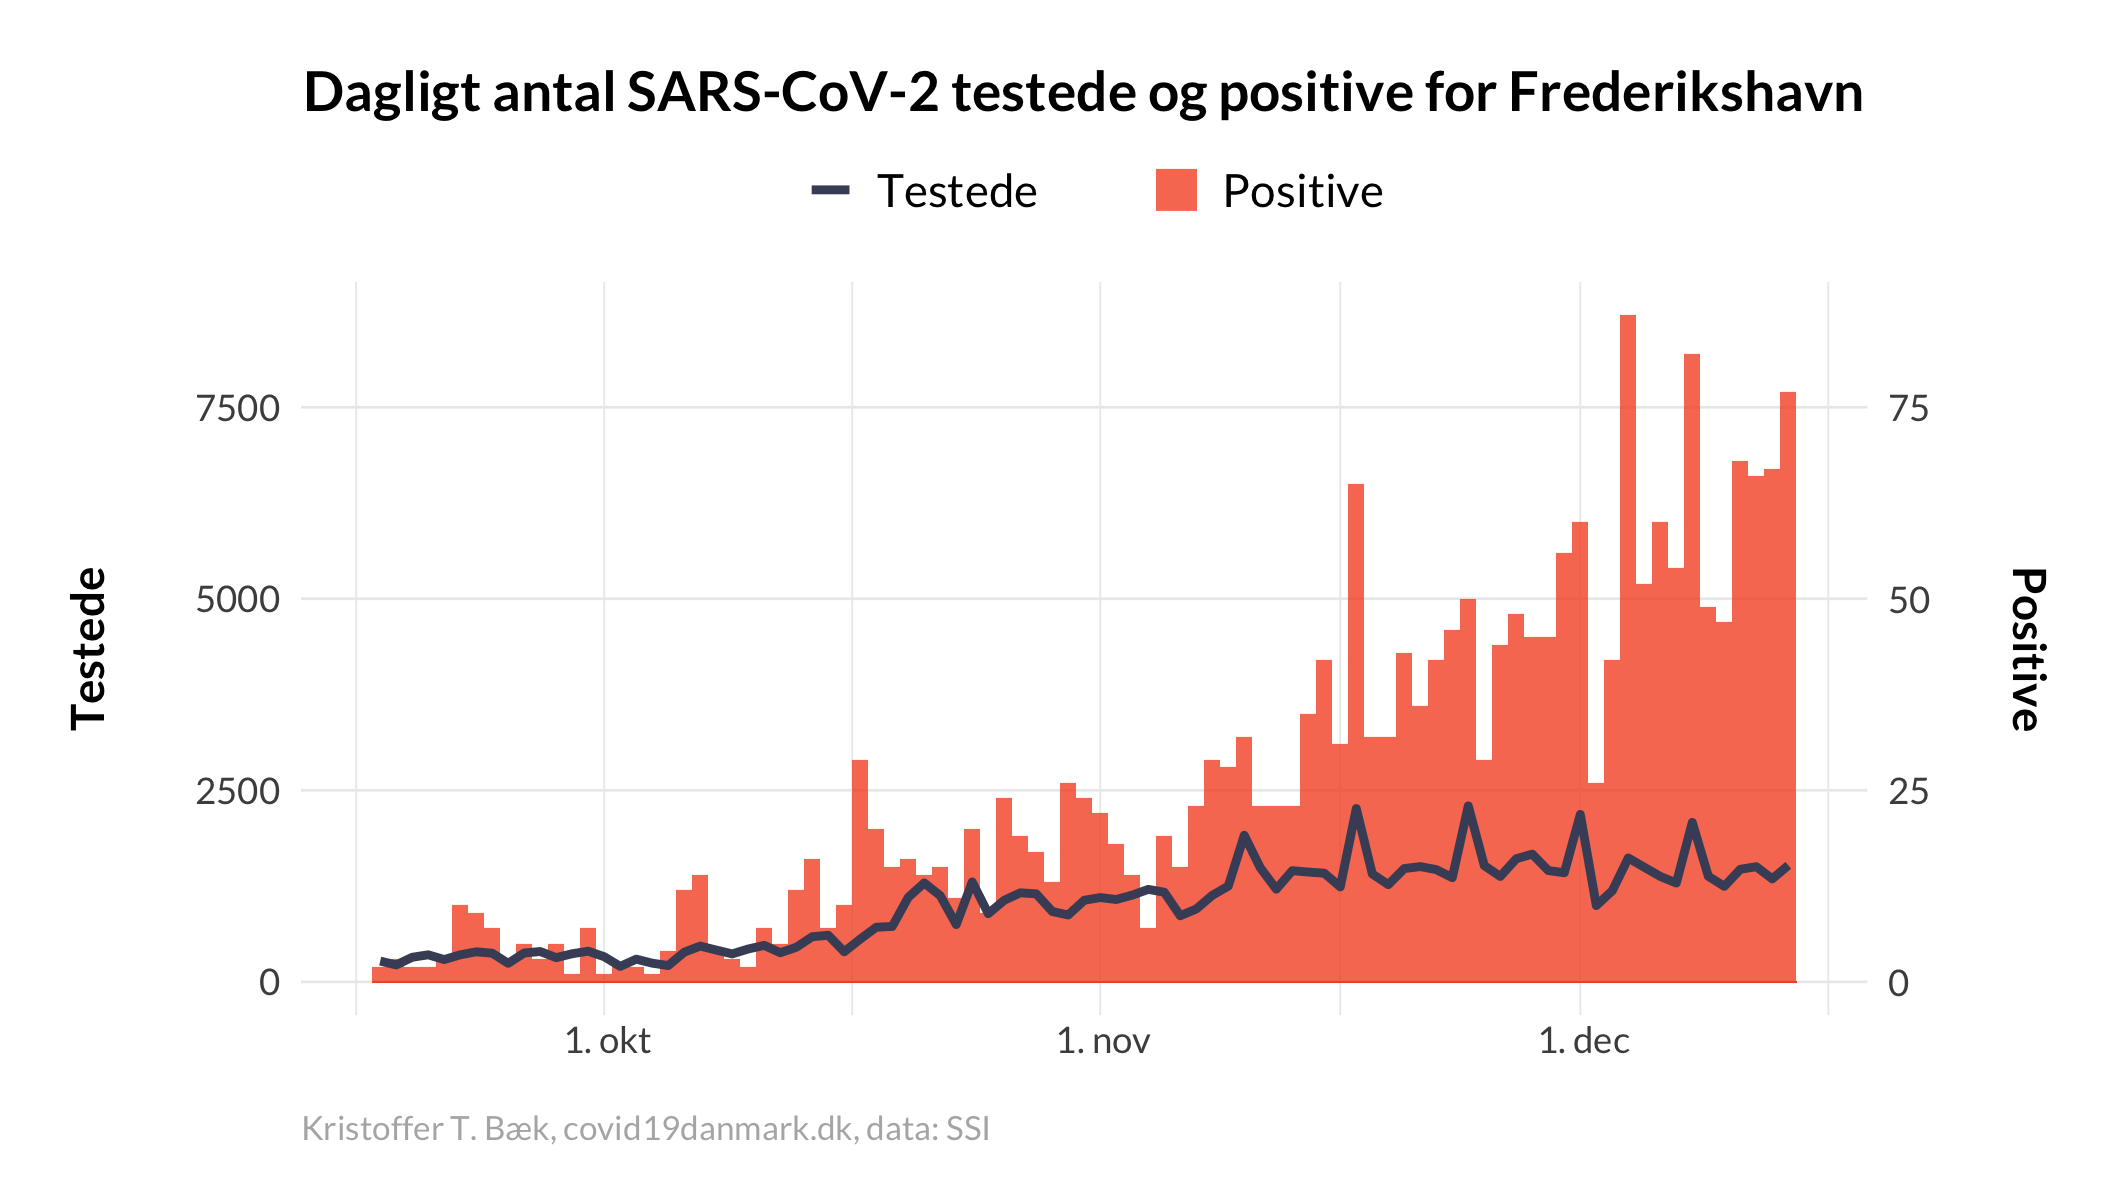 Dagligt antal SARS-CoV-2 testede og positive for Frederikshavn
Testede
Positive
7500
5000
2500
0
75
50
25
0
Testede
Positive
1. okt
1. nov
1. dec
Kristoffer T. Bæk, covid19danmark.dk, data: SSI